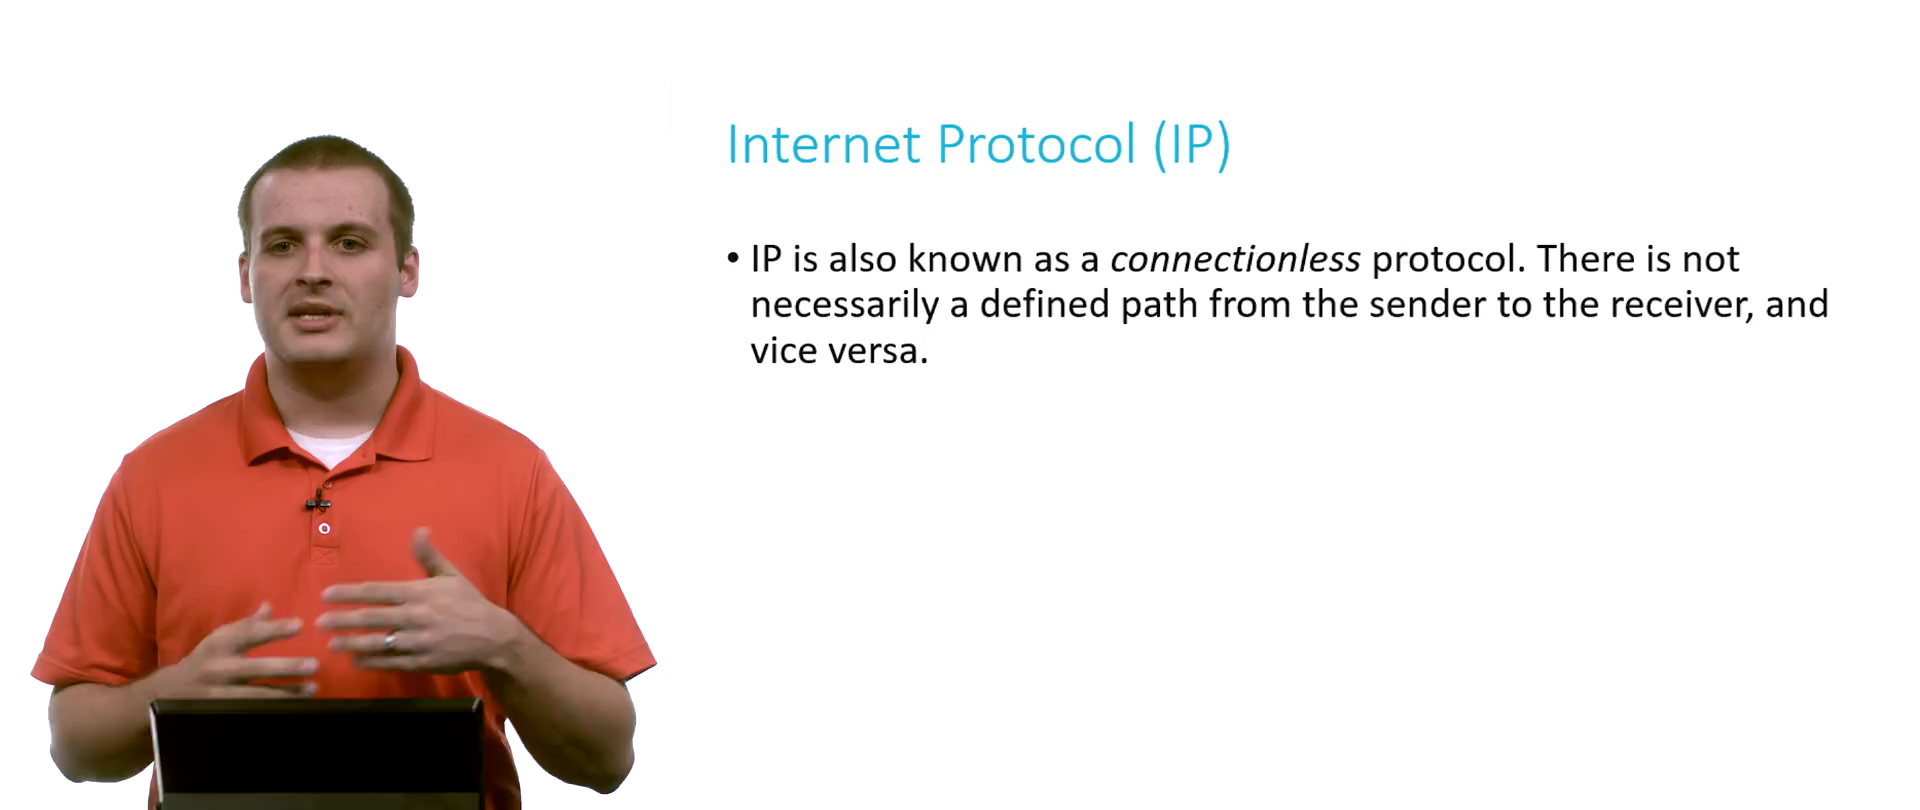 Internet Protocol (IP)
• IP is also known as a connectionless protocol. There is not
necessarily a defined path from the sender to the receiver, and
vice versa.